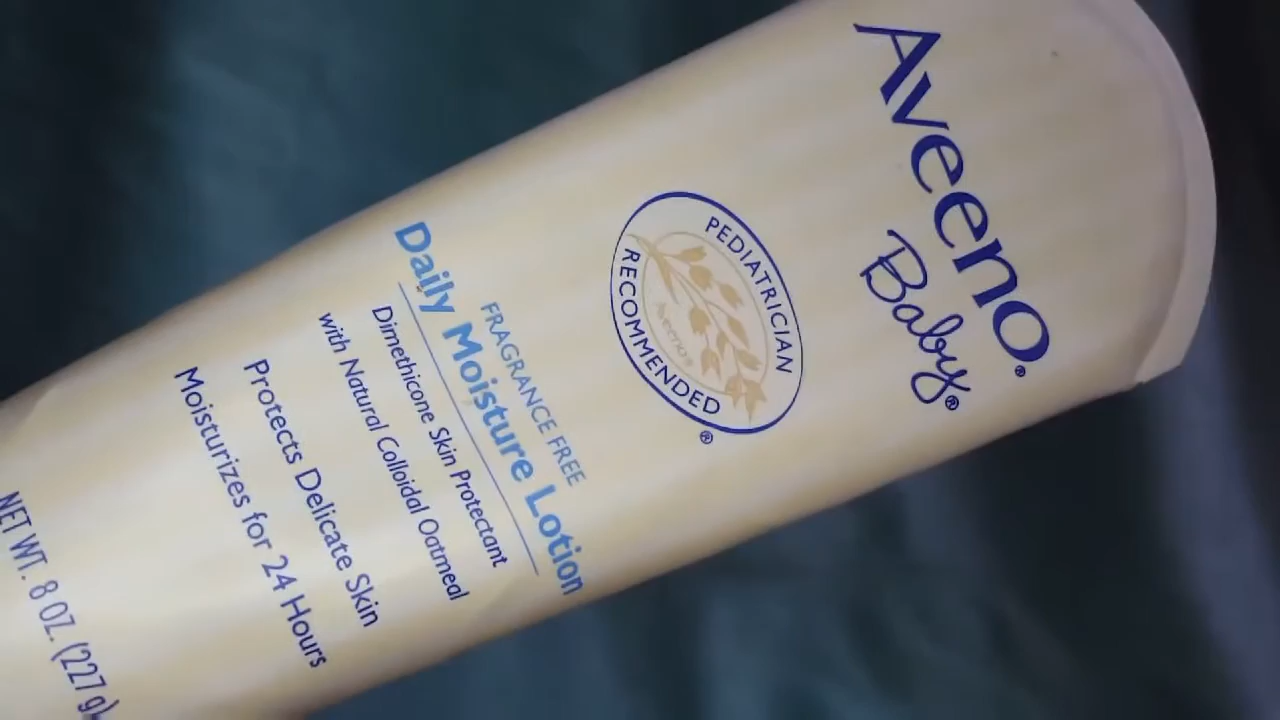 Aveeno®
Baby®
PEDIATRICIAN
RECOMMENDED®
Aveeno®
FRAGRANCE FREE
Daily Moisture Lotion
Dimethicone Skin Protectant
with Natural Colloidal Oatmeal
Protects Delicate Skin
Moisturizes for 24 Hours
NET WT. 8 OZ. (227 g)